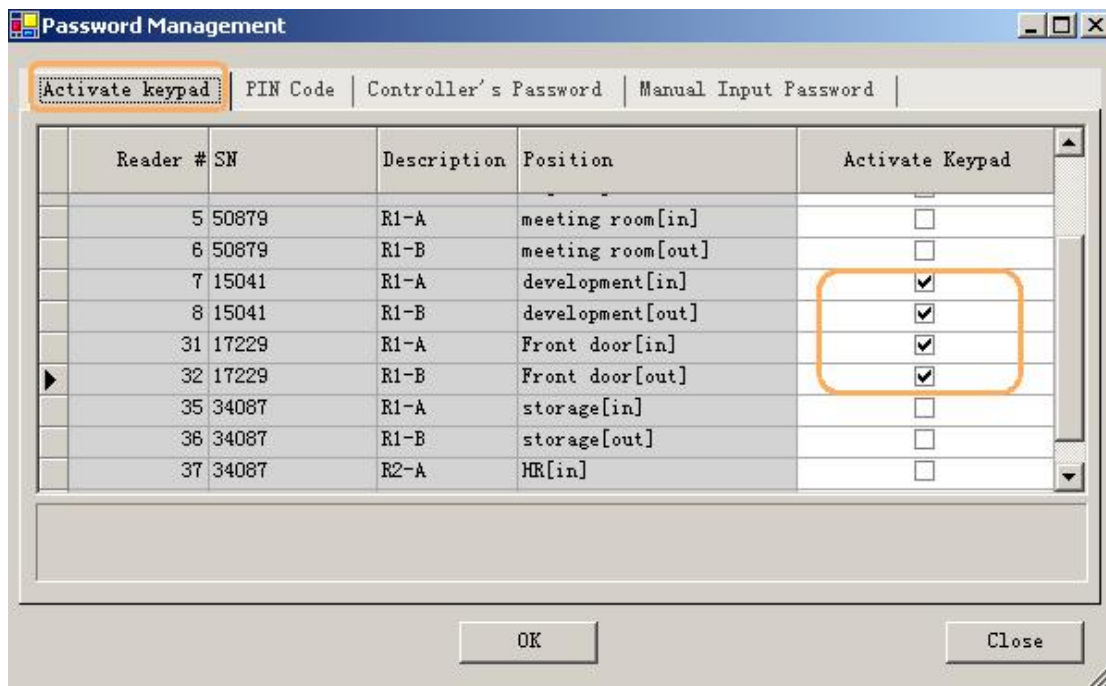 Password Management
Activate keypad PIN Code Controller's Password Manual Input Password
Reader # SN Description Position Activate Keypad
5 50879 R1-A meeting room[in]
6 50879 R1-B meeting room[out]
7 15041 R1-A development[in]
8 15041 R1-B development[out]
31 17229 R1-A Front door[in]
32 17229 R1-B Front door[out]
35 34087 R1-A storage[in]
36 34087 R1-B storage[out]
37 34087 R2-A HR[in]
OK Close